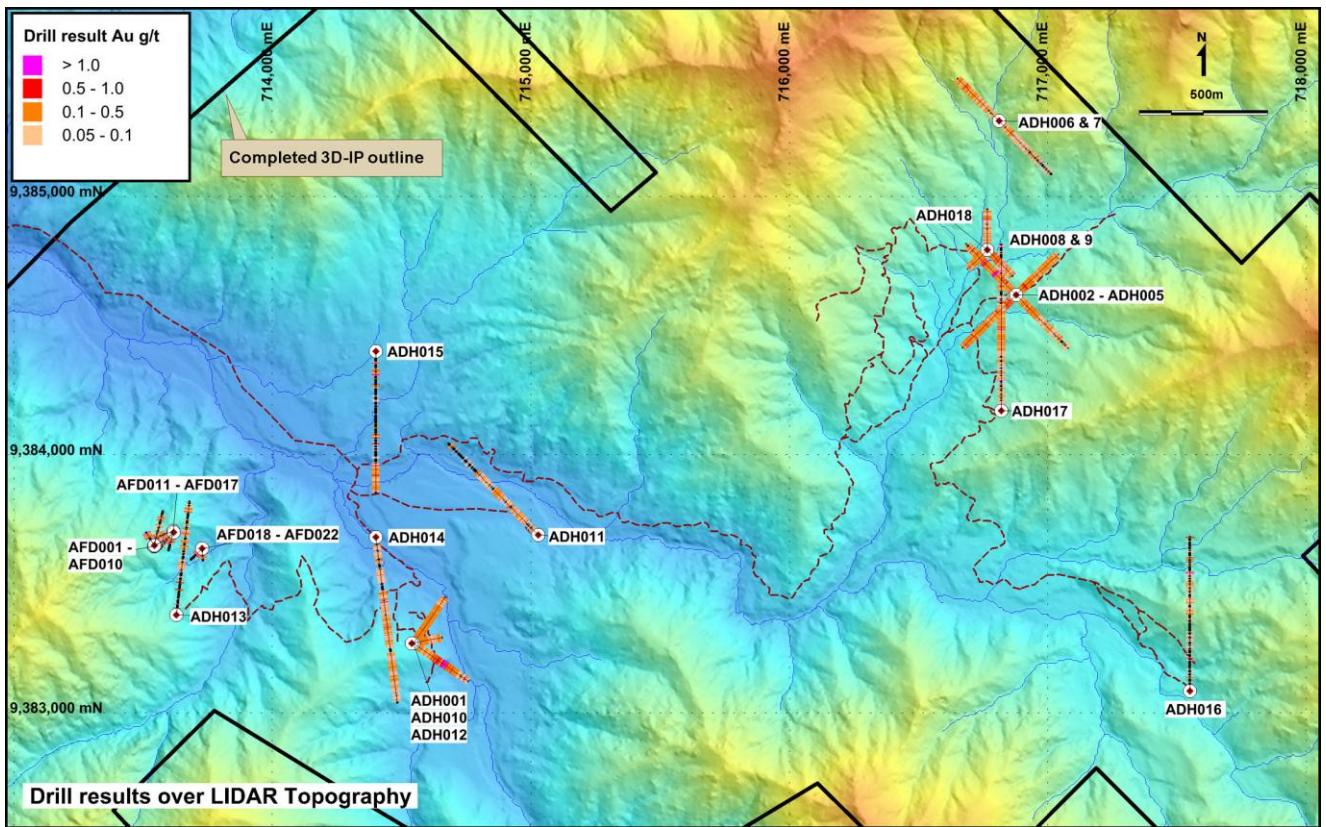 Drill result Au g/t
> 1.0
0.5 - 1.0
0.1 - 0.5
0.05 - 0.1
Completed 3D-IP outline
714,000 mE
715,000 mE
716,000 mE
717,000 mE
718,000 mE
N
500m
ADH006 & 7
9,385,000 mN
ADH018
ADH008 & 9
ADH002 - ADH005
ADH015
ADH017
9,384,000 mN
AFD011 - AFD017
AFD018 - AFD022
AFD001 -
AFD010
ADH014
ADH011
ADH013
ADH001
ADH010
ADH012
ADH016
9,383,000 mN
Drill results over LIDAR Topography